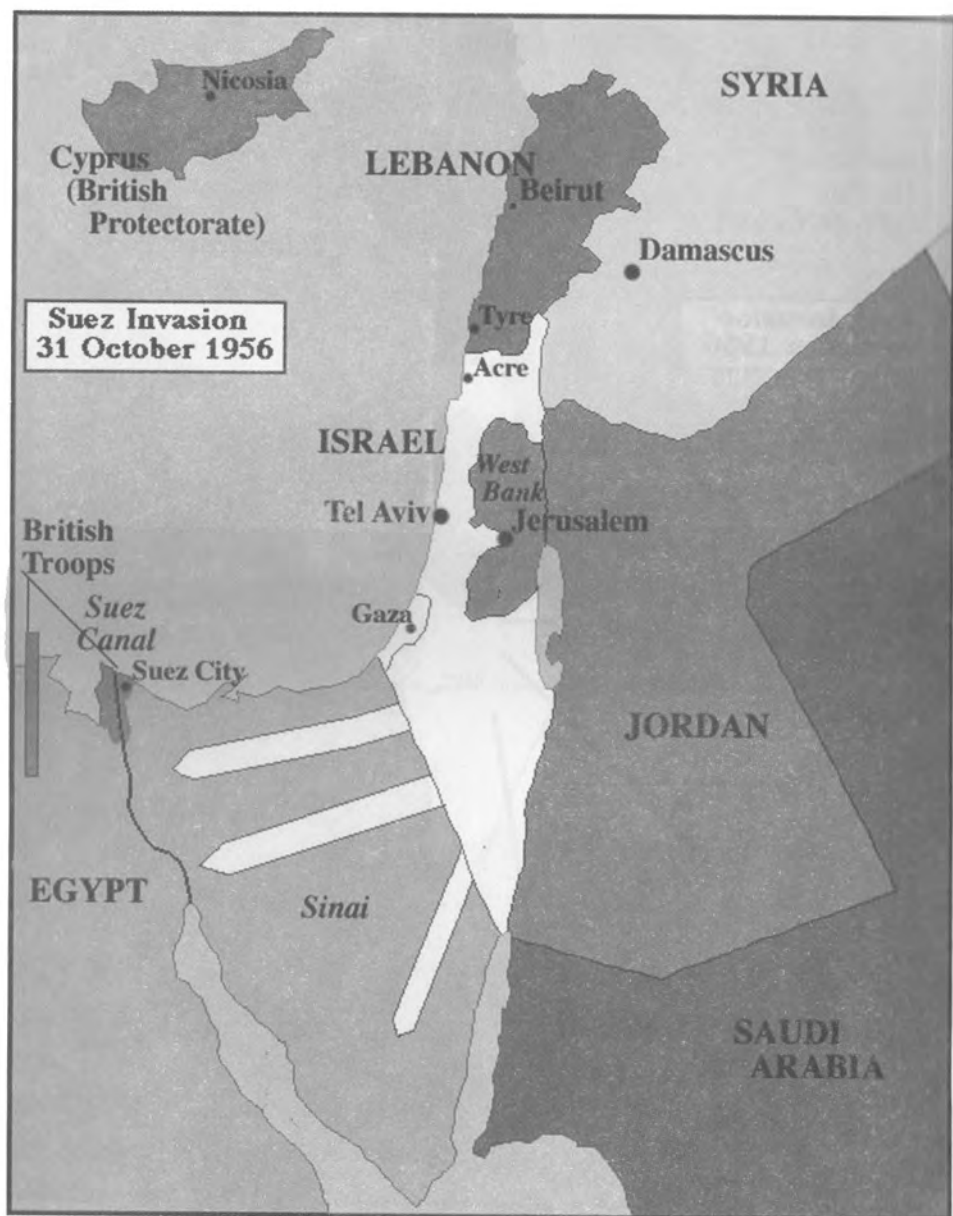 Nicosia
SYRIA
Cyprus
(British
Protectorate)
LEBANON
Beirut
Damascus
Suez Invasion
31 October 1956
Tyre
Acre
ISRAEL
West
Bank
Tel Aviv
Jerusalem
British
Troops
Suez
Canal
Gaza
Suez City
JORDAN
EGYPT
Sinai
SAUDI
ARABIA